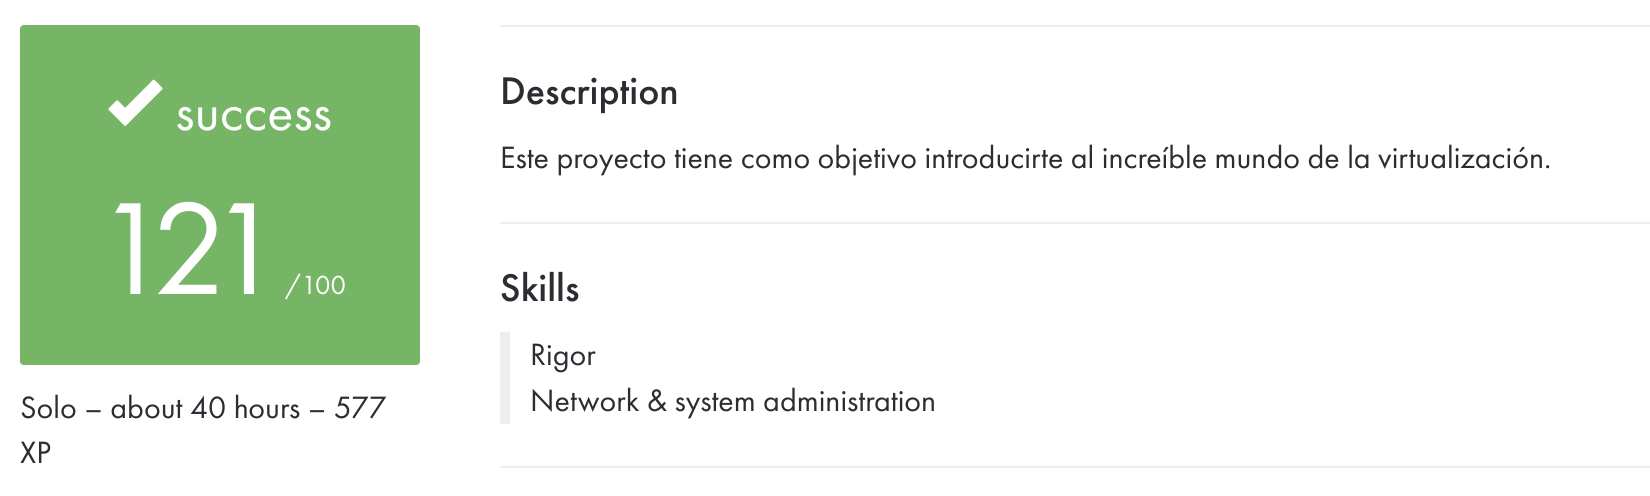 success
121 /100
Solo – about 40 hours – 577
XP
Description
Este proyecto tiene como objetivo introducirte al increíble mundo de la virtualización.
Skills
Rigor
Network & system administration